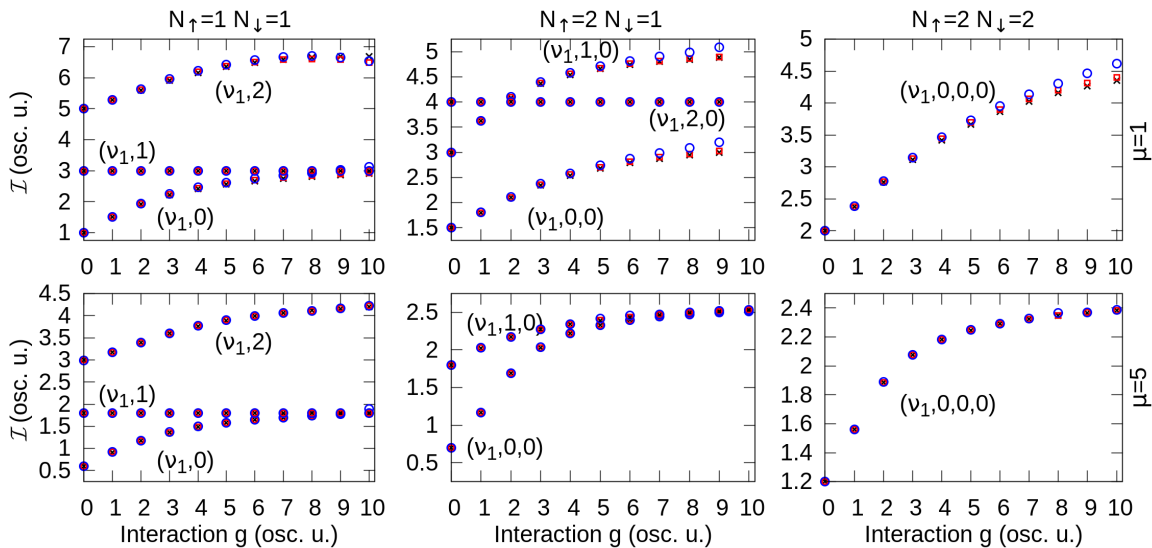 N↑=1 N↓=1
N↑=2 N↓=1
N↑=2 N↓=2
ℐ (osc. u.)
7
6
5
4
3
2
1
(ν1,2)
(ν1,1)
(ν1,0)
0 1 2 3 4 5 6 7 8 9 10
5
4.5
4
3.5
3
2.5
2
1.5
(ν1,1,0)
(ν1,2,0)
(ν1,0,0)
0 1 2 3 4 5 6 7 8 9 10
5
4.5
4
3.5
3
2.5
2
(ν1,0,0,0)
0 1 2 3 4 5 6 7 8 9 10
μ=1
ℐ (osc. u.)
4.5
4
3.5
3
2.5
2
1.5
1
0.5
(ν1,2)
(ν1,1)
(ν1,0)
0 1 2 3 4 5 6 7 8 9 10
Interaction g (osc. u.)
2.5
2
1.5
1
0.5
(ν1,1,0)
(ν1,0,0)
0 1 2 3 4 5 6 7 8 9 10
Interaction g (osc. u.)
2.4
2.2
2
1.8
1.6
1.4
1.2
(ν1,0,0,0)
0 1 2 3 4 5 6 7 8 9 10
Interaction g (osc. u.)
μ=5